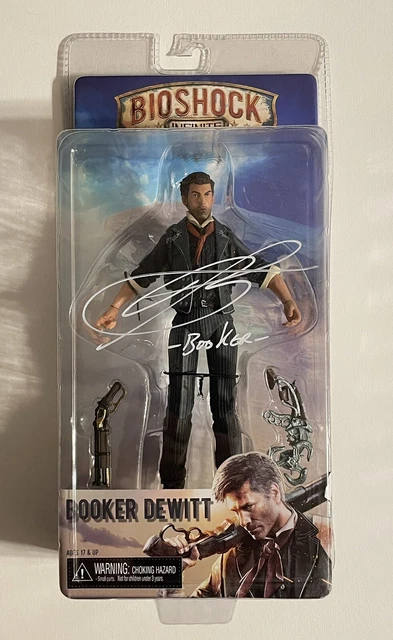 BIOSHOCK
INFINITE
-BOOKER-
BOOKER DEWITT
AGES 17 & UP
WARNING: CHOKING HAZARD
-Small parts. Not for children under 3 years.